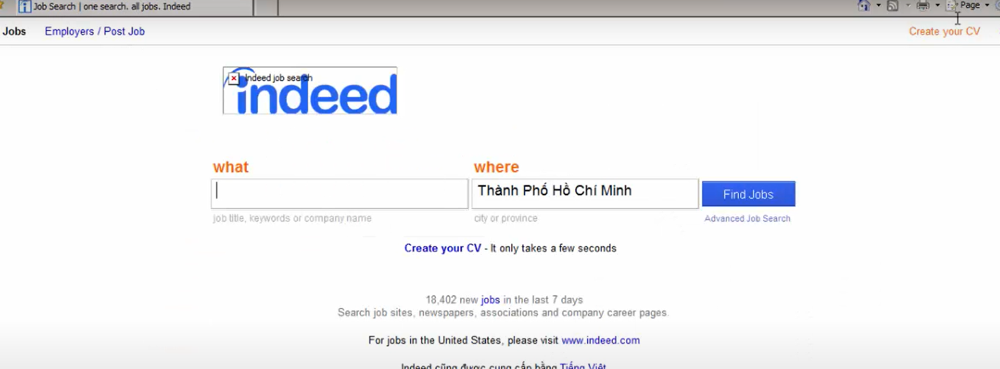 Job Search | one search. all jobs. Indeed
Page
Jobs Employers / Post Job Create your CV
Indeed job search
indeed
what where
Thành Phố Hồ Chí Minh Find Jobs
job title, keywords or company name city or province Advanced Job Search
Create your CV - It only takes a few seconds
18,402 new jobs in the last 7 days
Search job sites, newspapers, associations and company career pages.
For jobs in the United States, please visit www.indeed.com
Indeed cũng được cung cấp bằng Tiếng Việt